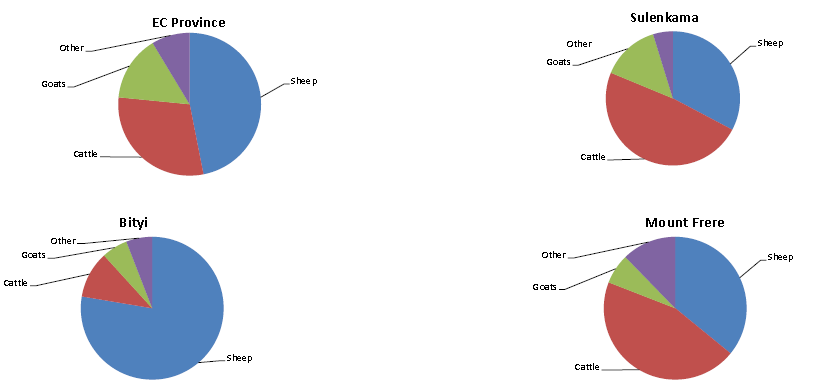 EC Province
Other
Goats
Sheep
Cattle
Sulenkama
Other
Sheep
Goats
Cattle
Bityi
Other
Goats
Cattle
Sheep
Mount Frere
Other
Sheep
Goats
Cattle